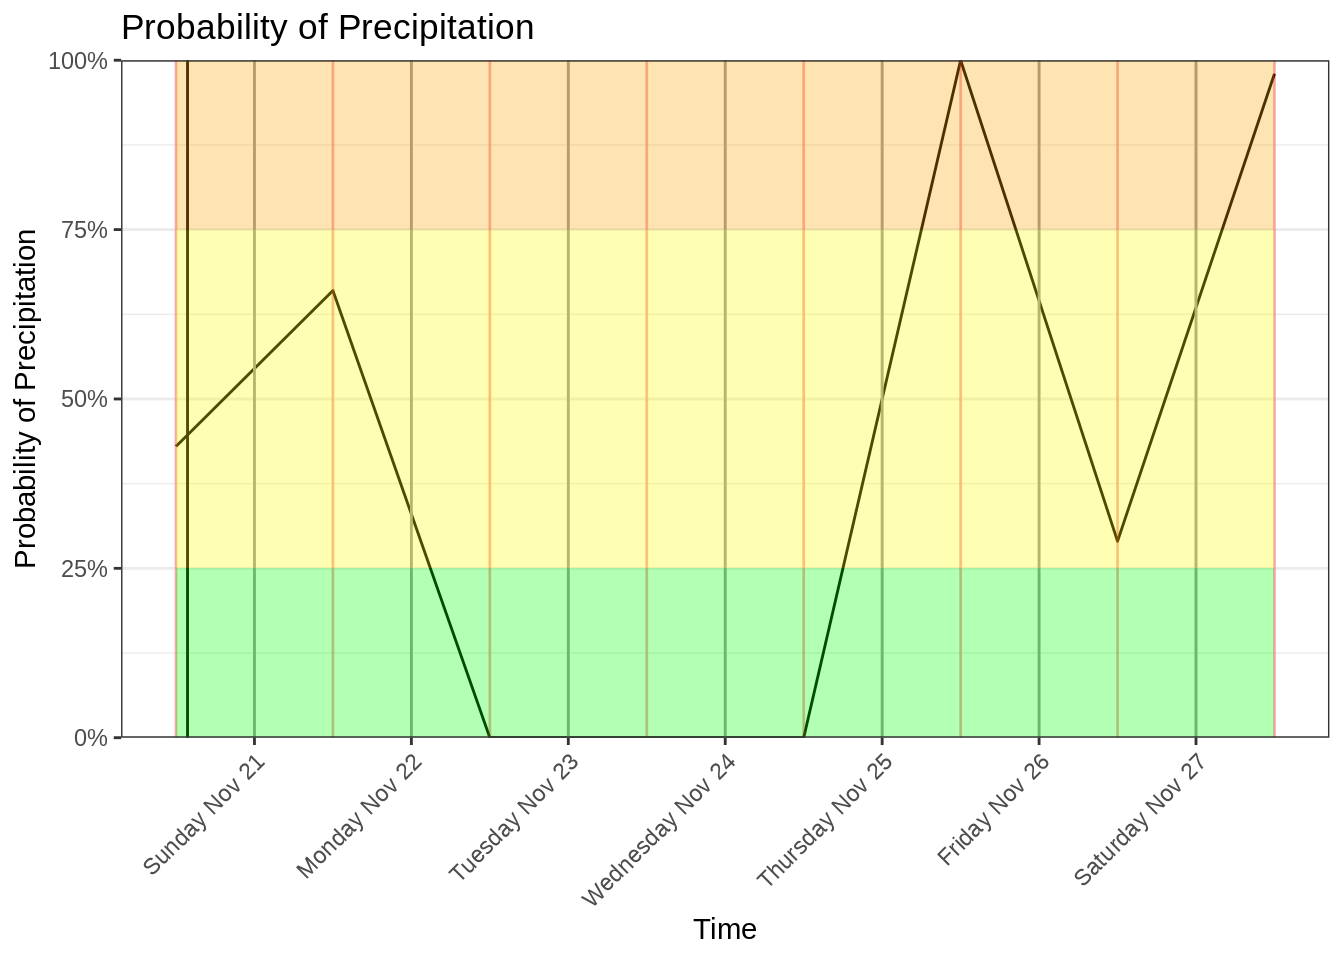 Probability of Precipitation
Probability of Precipitation
100%
75%
50%
25%
0%
Sunday Nov 21
Monday Nov 22
Tuesday Nov 23
Wednesday Nov 24
Thursday Nov 25
Friday Nov 26
Saturday Nov 27
Time